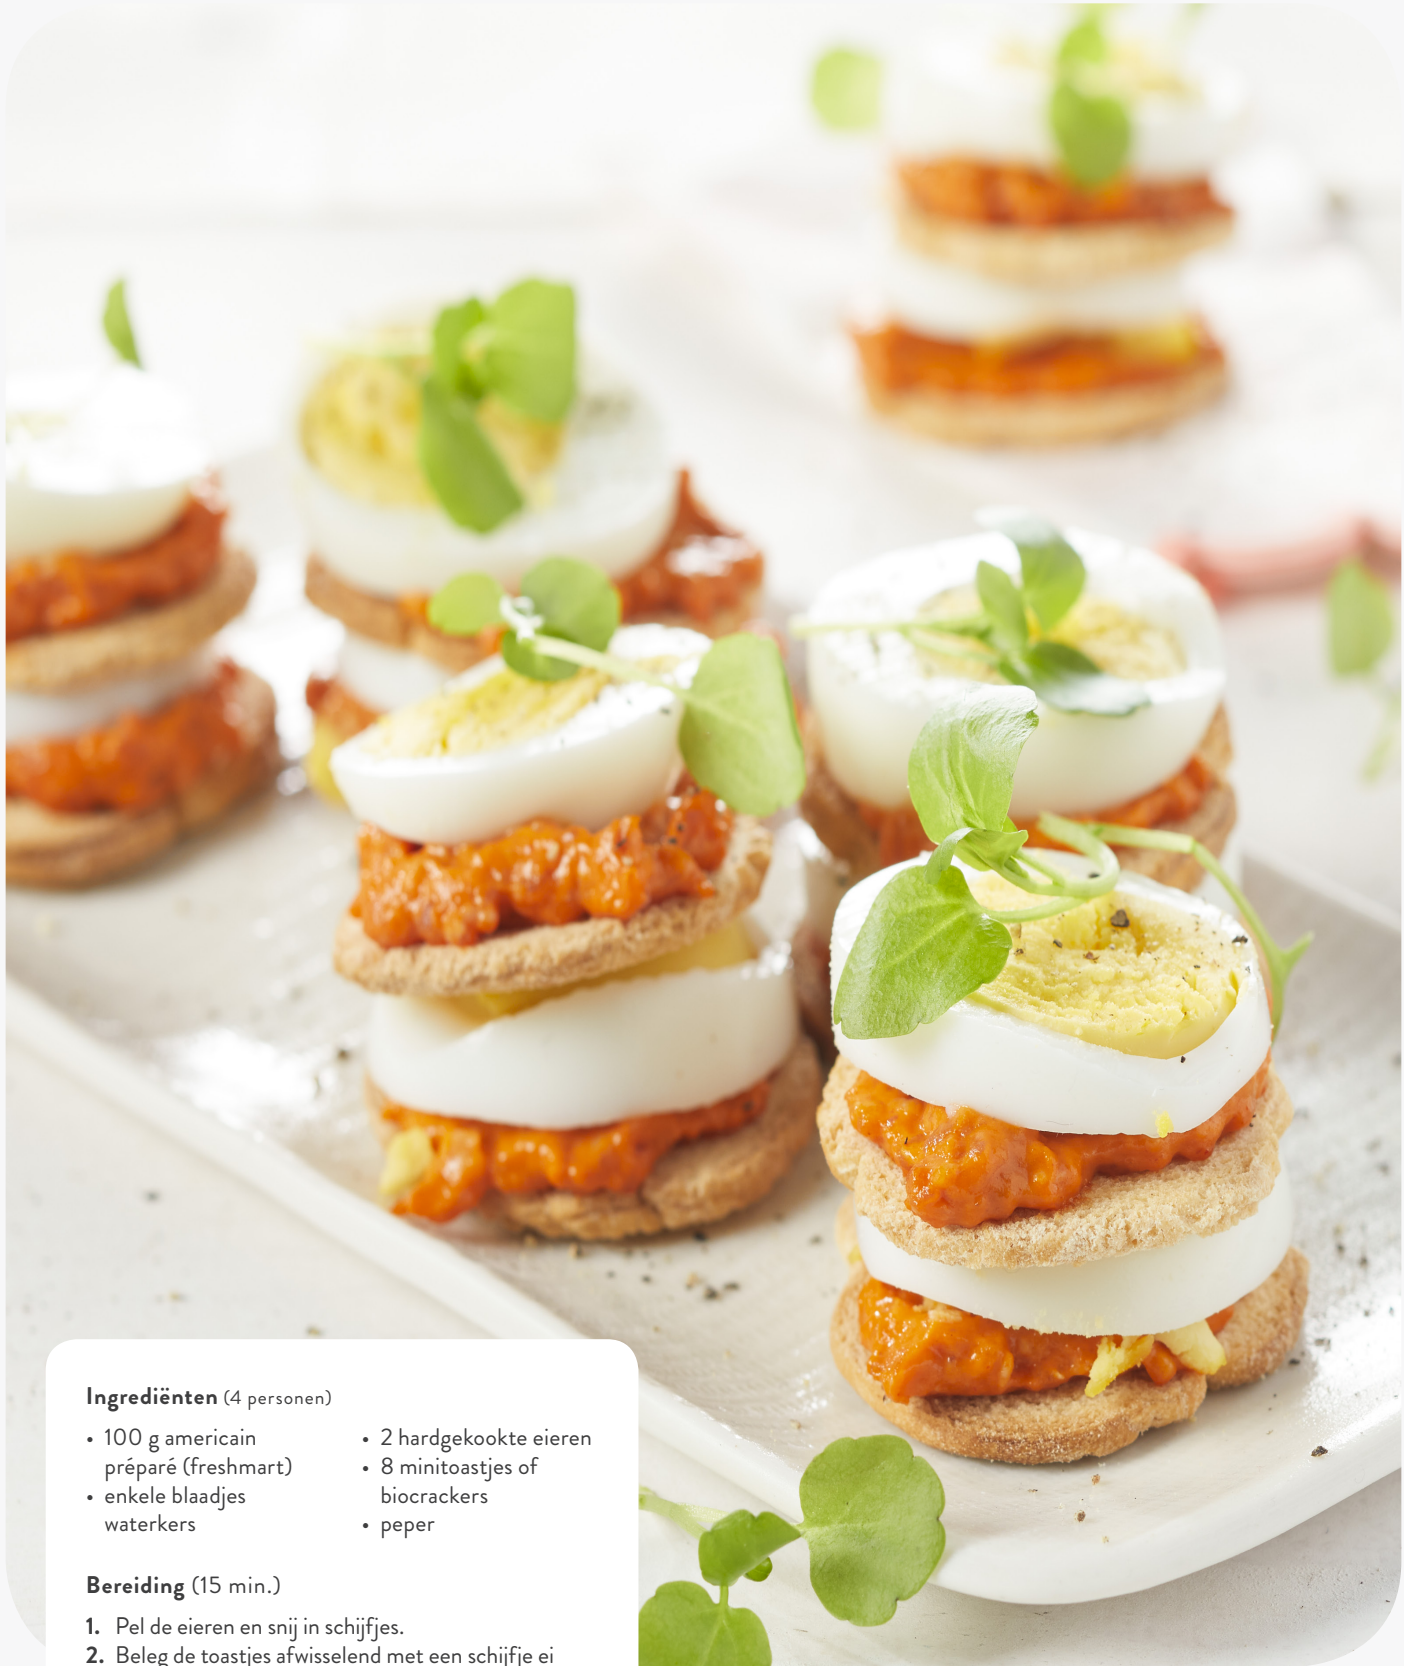 Ingrediënten (4 personen)
• 100 g americain
préparé (freshmart)
• enkele blaadjes
waterkers
• 2 hardgekookte eieren
• 8 minitoastjes of
biocrackers
• peper
Bereiding (15 min.)
1. Pel de eieren en snij in schijfjes.
2. Beleg de toastjes afwisselend met een schijfje ei